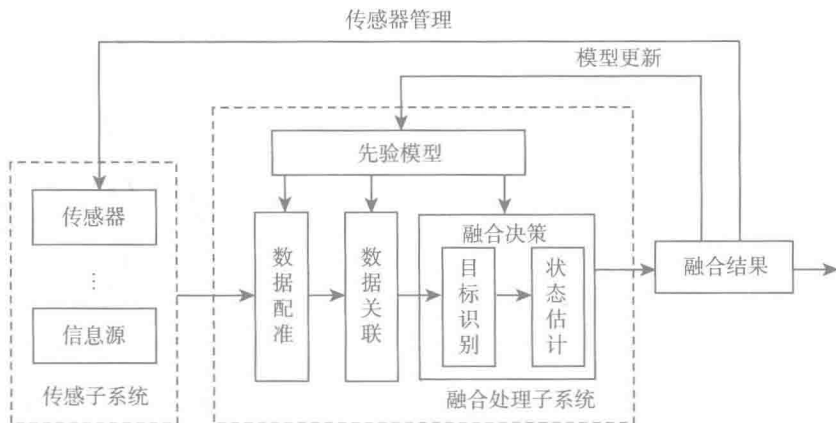 传感器管理
模型更新
先验模型
传感器
⋮
信息源
传感子系统
数据配准
数据关联
融合决策
目标识别
状态估计
融合处理子系统
融合结果